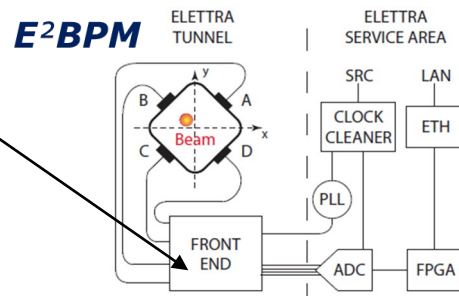 E²BPM
ELETTRA
TUNNEL
ELETTRA
SERVICE AREA
y
B
A
SRC
LAN
CLOCK
CLEANER
ETH
Beam
x
C
D
PLL
FRONT
END
ADC
FPGA